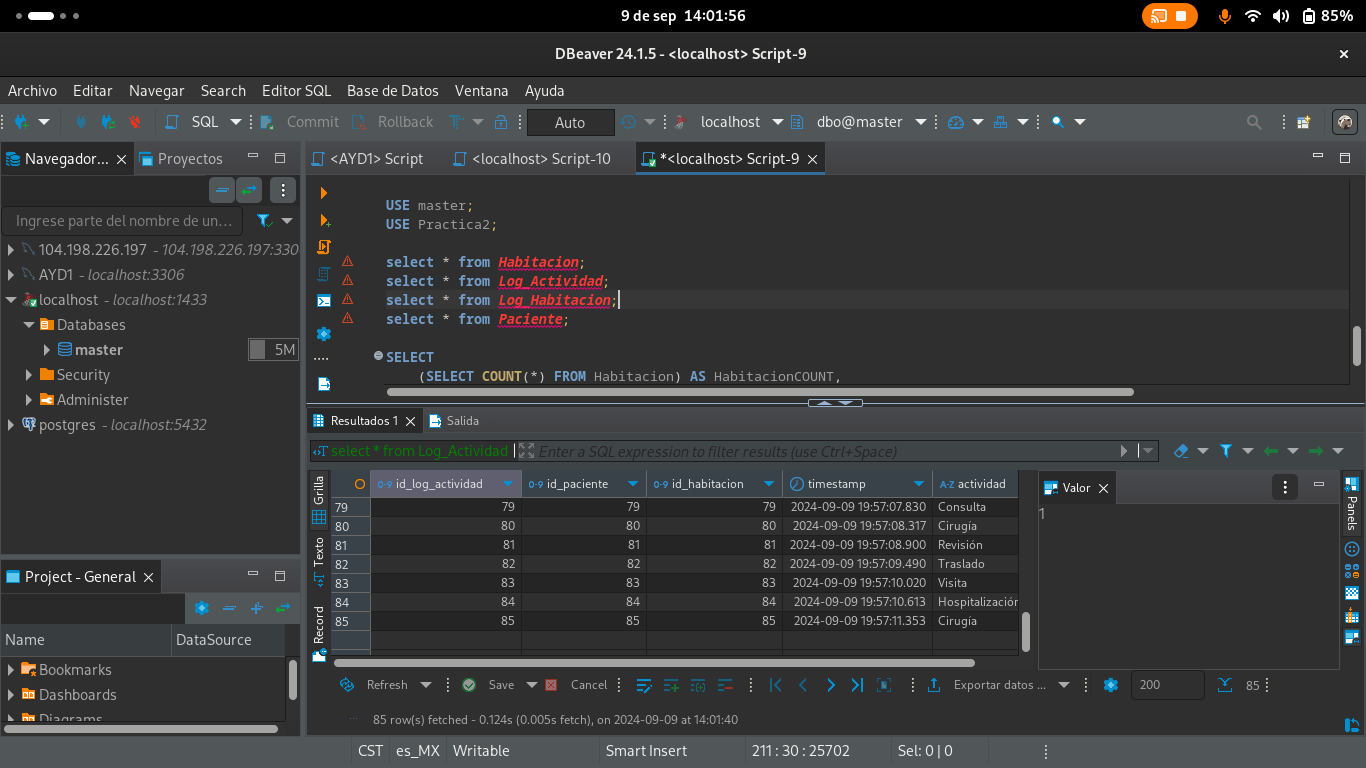 9 de sep 14:01:56
85%
DBeaver 24.1.5 - <localhost> Script-9
Archivo Editar Navegar Search Editor SQL Base de Datos Ventana Ayuda
SQL Commit Rollback Auto localhost dbo@master
Navegador... Proyectos
<AYD1> Script <localhost> Script-10 *<localhost> Script-9
Ingrese parte del nombre de un...
104.198.226.197 - 104.198.226.197:330
AYD1 - localhost:3306
localhost - localhost:1433
Databases
master 5M
Security
Administer
postgres - localhost:5432
USE master;
USE Practica2;
select * from Habitacion;
select * from Log_Actividad;
select * from Log_Habitacion;
select * from Paciente;
SELECT
(SELECT COUNT(*) FROM Habitacion) AS HabitacionCOUNT,
Resultados 1 Salida
select * from Log_Actividad Enter a SQL expression to filter results (use Ctrl+Space)
Grilla
Texto
Record
id_log_actividad id_paciente id_habitacion timestamp actividad
79 79 79 79 2024-09-09 19:57:07.830 Consulta
80 80 80 80 2024-09-09 19:57:08.317 Cirugía
81 81 81 81 2024-09-09 19:57:08.900 Revisión
82 82 82 82 2024-09-09 19:57:09.490 Traslado
83 83 83 83 2024-09-09 19:57:10.020 Visita
84 84 84 84 2024-09-09 19:57:10.613 Hospitalización
85 85 85 85 2024-09-09 19:57:11.353 Cirugía
Valor
1
Panels
Project - General
Name DataSource
Bookmarks
Dashboards
Diagrams
Refresh Save Cancel Exportar datos ... 200 85
85 row(s) fetched - 0.124s (0.005s fetch), on 2024-09-09 at 14:01:40
CST es_MX Writable Smart Insert 211 : 30 : 25702 Sel: 0 | 0